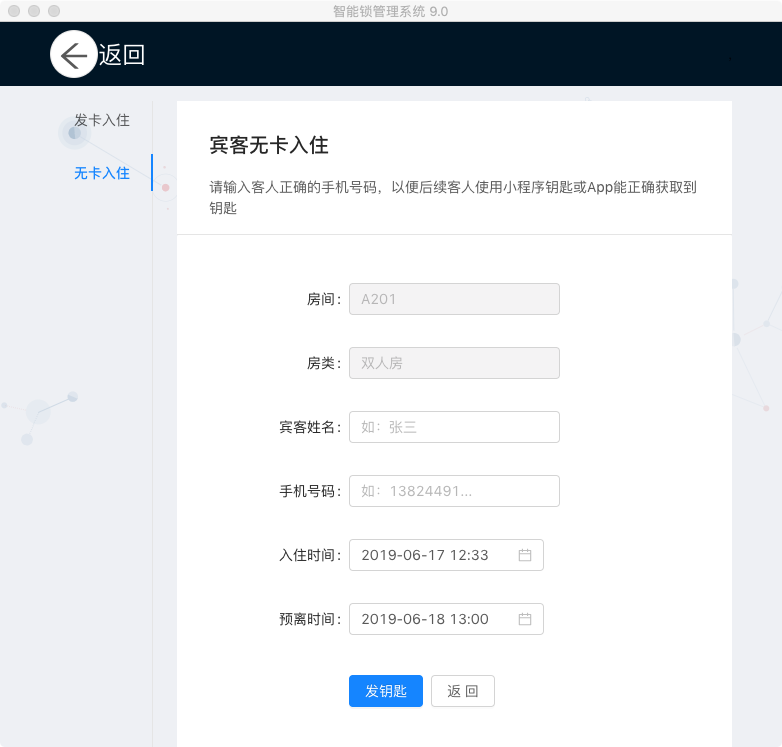 智能锁管理系统 9.0
返回
发卡入住
无卡入住
宾客无卡入住
请输入客人正确的手机号码，以便后续客人使用小程序钥匙或App能正确获取到
钥匙
房间： A201
房类： 双人房
宾客姓名： 如：张三
手机号码： 如：13824491...
入住时间： 2019-06-17 12:33
预离时间： 2019-06-18 13:00
发钥匙 返 回